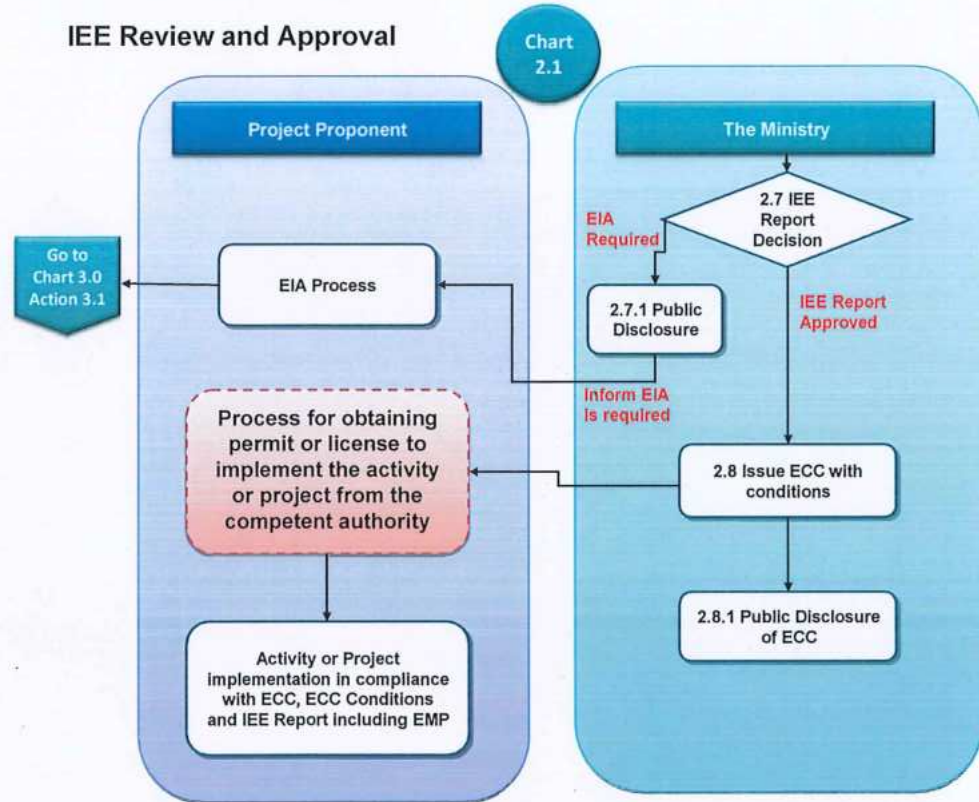 IEE Review and Approval
Chart
2.1
Project Proponent
The Ministry
2.7 IEE
Report
Decision
EIA
Required
Go to
Chart 3.0
Action 3.1
EIA Process
2.7.1 Public
Disclosure
IEE Report
Approved
Inform EIA
Is required
Process for obtaining
permit or license to
implement the activity
or project from the
competent authority
2.8 Issue ECC with
conditions
2.8.1 Public Disclosure
of ECC
Activity or Project
implementation in compliance
with ECC, ECC Conditions
and IEE Report including EMP